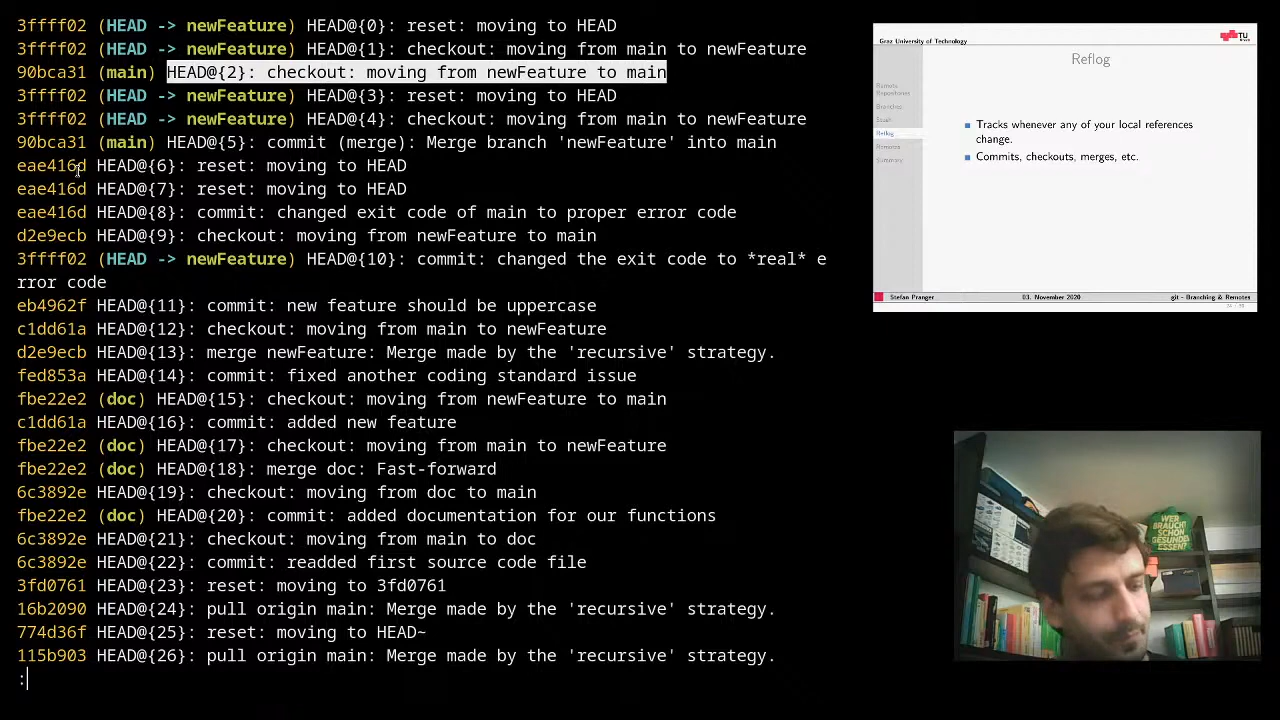 3ffff02 (HEAD -> newFeature) HEAD@{0}: reset: moving to HEAD
3ffff02 (HEAD -> newFeature) HEAD@{1}: checkout: moving from main to newFeature
90bca31 (main) HEAD@{2}: checkout: moving from newFeature to main
3ffff02 (HEAD -> newFeature) HEAD@{3}: reset: moving to HEAD
3ffff02 (HEAD -> newFeature) HEAD@{4}: checkout: moving from main to newFeature
90bca31 (main) HEAD@{5}: commit (merge): Merge branch 'newFeature' into main
eae416d HEAD@{6}: reset: moving to HEAD
eae416d HEAD@{7}: reset: moving to HEAD
eae416d HEAD@{8}: commit: changed exit code of main to proper error code
d2e9ecb HEAD@{9}: checkout: moving from newFeature to main
3ffff02 (HEAD -> newFeature) HEAD@{10}: commit: changed the exit code to *real* e
rror code
eb4962f HEAD@{11}: commit: new feature should be uppercase
c1dd61a HEAD@{12}: checkout: moving from main to newFeature
d2e9ecb HEAD@{13}: merge newFeature: Merge made by the 'recursive' strategy.
fed853a HEAD@{14}: commit: fixed another coding standard issue
fbe22e2 (doc) HEAD@{15}: checkout: moving from newFeature to main
c1dd61a HEAD@{16}: commit: added new feature
fbe22e2 (doc) HEAD@{17}: checkout: moving from main to newFeature
fbe22e2 (doc) HEAD@{18}: merge doc: Fast-forward
6c3892e HEAD@{19}: checkout: moving from doc to main
fbe22e2 (doc) HEAD@{20}: commit: added documentation for our functions
6c3892e HEAD@{21}: checkout: moving from main to doc
6c3892e HEAD@{22}: commit: readded first source code file
3fd0761 HEAD@{23}: reset: moving to 3fd0761
16b2090 HEAD@{24}: pull origin main: Merge made by the 'recursive' strategy.
774d36f HEAD@{25}: reset: moving to HEAD~
115b903 HEAD@{26}: pull origin main: Merge made by the 'recursive' strategy.
:
Graz University of Technology
TU
Reflog
Remote
Repositories
Branches
Stash
Reflog
Remotes
Summary
Tracks whenever any of your local references
change.
Commits, checkouts, merges, etc.
Stefan Pranger
03. November 2020
git - Branching & Remotes
WER
BRAUCHT
SCHON
GESUNDES
ESSEN?